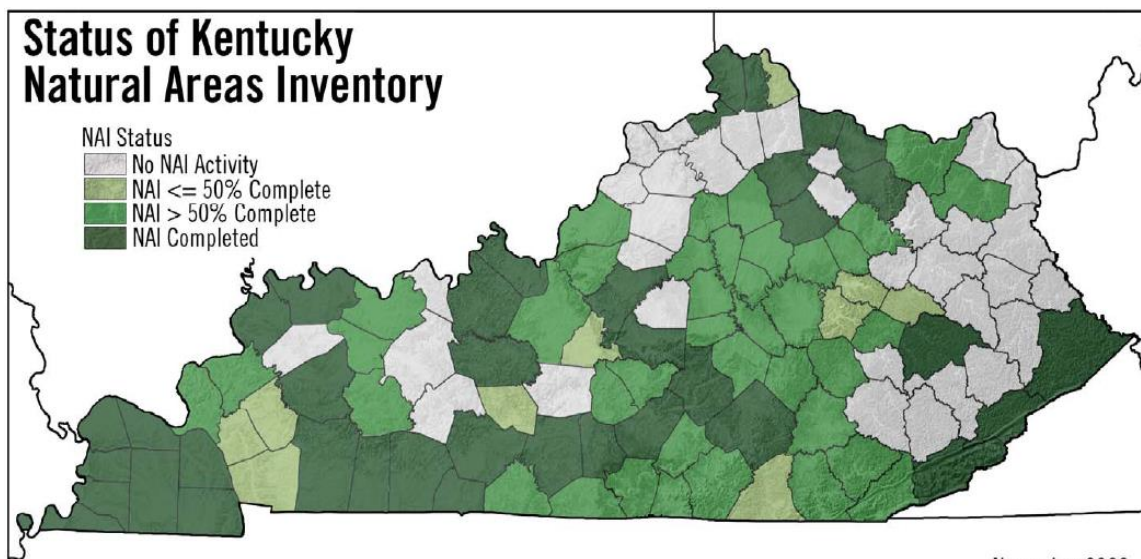 Status of Kentucky
Natural Areas Inventory
NAI Status
No NAI Activity
NAI <= 50% Complete
NAI > 50% Complete
NAI Completed